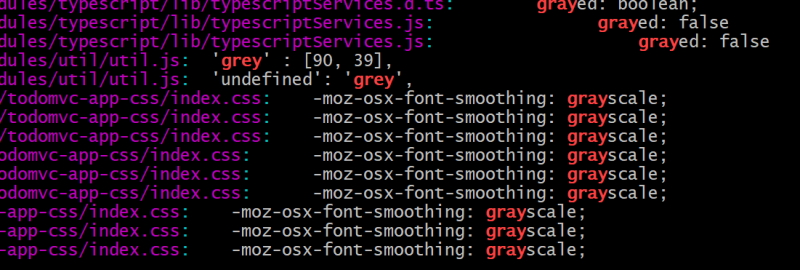 dules/typescript/lib/typescriptServices.d.ts: grayed: boolean;
dules/typescript/lib/typescriptServices.js: grayed: false
dules/typescript/lib/typescriptServices.js: grayed: false
dules/util/util.js: 'grey' : [90, 39],
dules/util/util.js: 'undefined': 'grey',
/todomvc-app-css/index.css: -moz-osx-font-smoothing: grayscale;
/todomvc-app-css/index.css: -moz-osx-font-smoothing: grayscale;
/todomvc-app-css/index.css: -moz-osx-font-smoothing: grayscale;
odomvc-app-css/index.css: -moz-osx-font-smoothing: grayscale;
odomvc-app-css/index.css: -moz-osx-font-smoothing: grayscale;
odomvc-app-css/index.css: -moz-osx-font-smoothing: grayscale;
-app-css/index.css: -moz-osx-font-smoothing: grayscale;
-app-css/index.css: -moz-osx-font-smoothing: grayscale;
-app-css/index.css: -moz-osx-font-smoothing: grayscale;